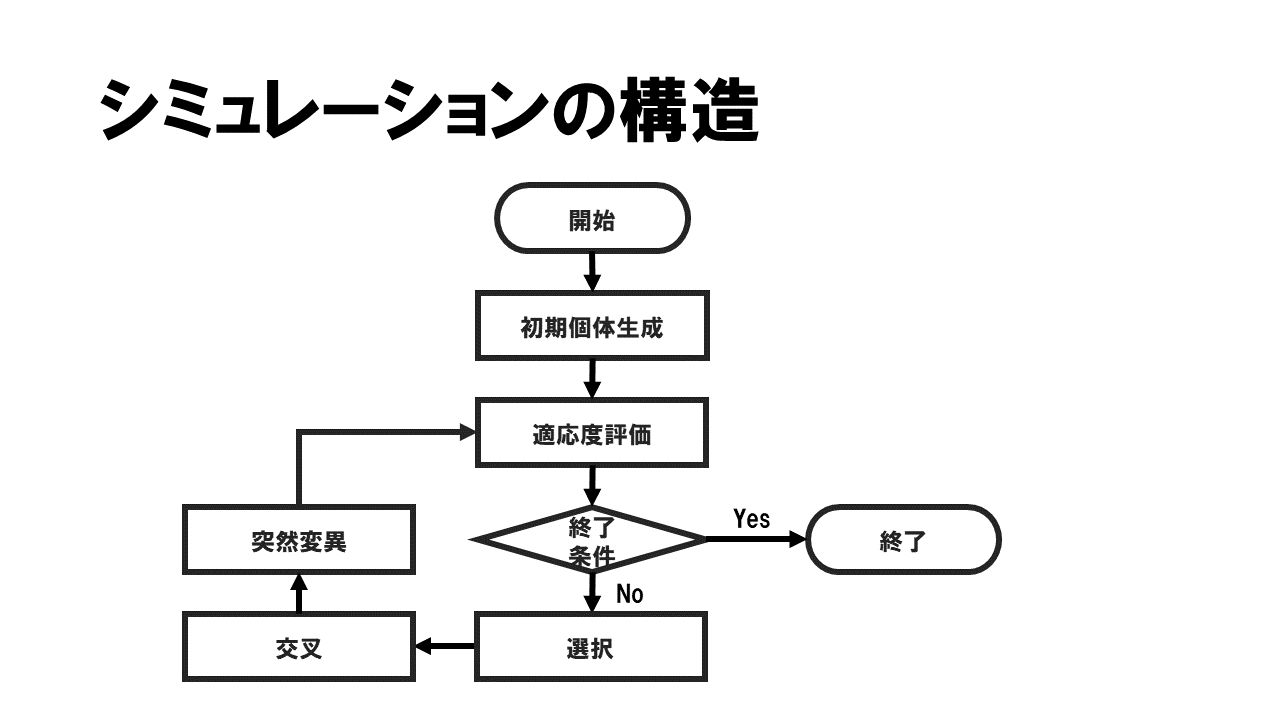 シミュレーションの構造
開始
初期個体生成
適応度評価
終了
条件
Yes
終了
No
選択
交叉
突然変異